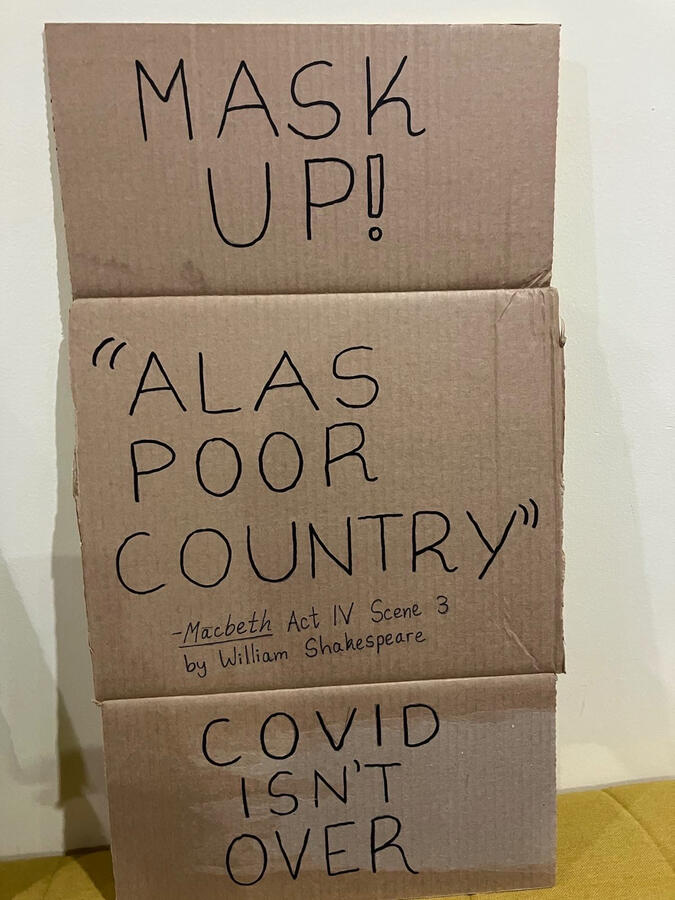 MASK
UP!
"ALAS
POOR
COUNTRY"
-Macbeth Act IV Scene 3
by William Shakespeare
COVID
ISN'T
OVER